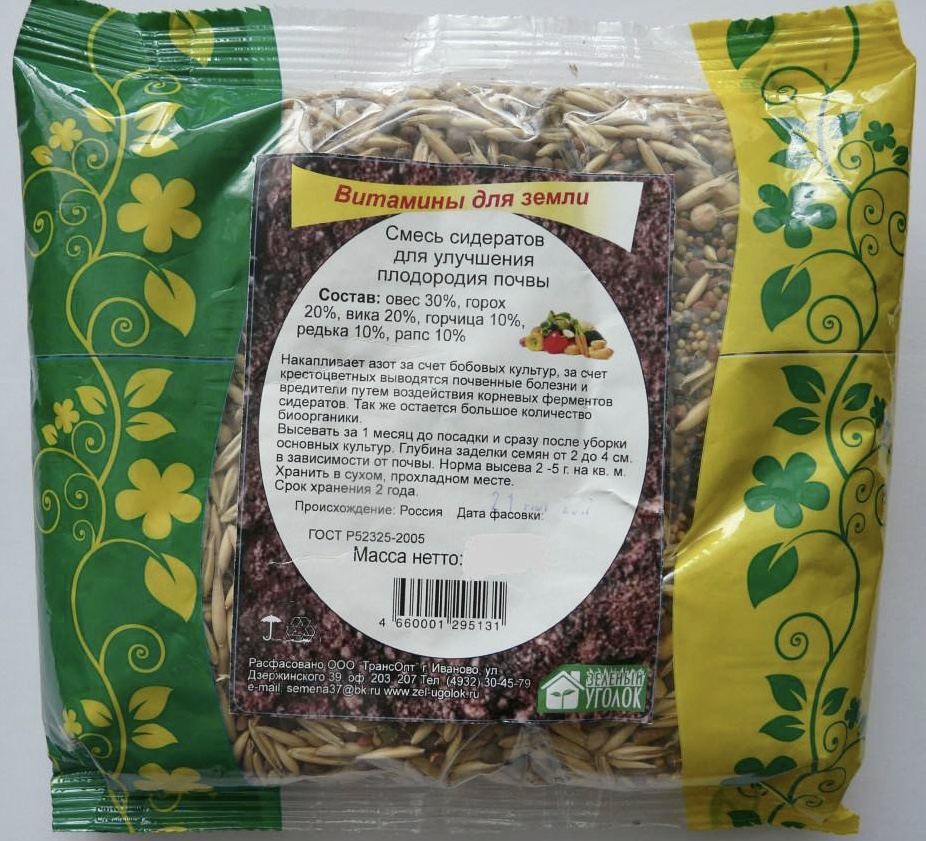 Витамины для земли
Смесь сидератов
для улучшения
плодородия почвы
Состав: овес 30%, горох
20%, вика 20%, горчица 10%,
редька 10%, рапс 10%
Накапливает азот за счет бобовых культур, за счет
крестоцветных выводятся почвенные болезни и
вредители путем воздействия корневых ферментов
сидератов. Так же остается большое количество
биоорганики.
Высевать за 1 месяц до посадки и сразу после уборки
основных культур. Глубина заделки семян от 2 до 4 см.
в зависимости от почвы. Норма высева 2 -5 г. на кв. м.
Хранить в сухом, прохладном месте.
Срок хранения 2 года.
Происхождение: Россия Дата фасовки: 21
ГОСТ Р52325-2005
Масса нетто:
4 660001 295131
Расфасовано ООО "ТрансОпт" г. Иваново, ул.
Дзержинского 39, оф. 203, 207 Тел. (4932) 30-45-79
e-mail: semena37@bk.ru www.zel-ugolok.ru
ЗЕЛЕНЫЙ
УГОЛОК